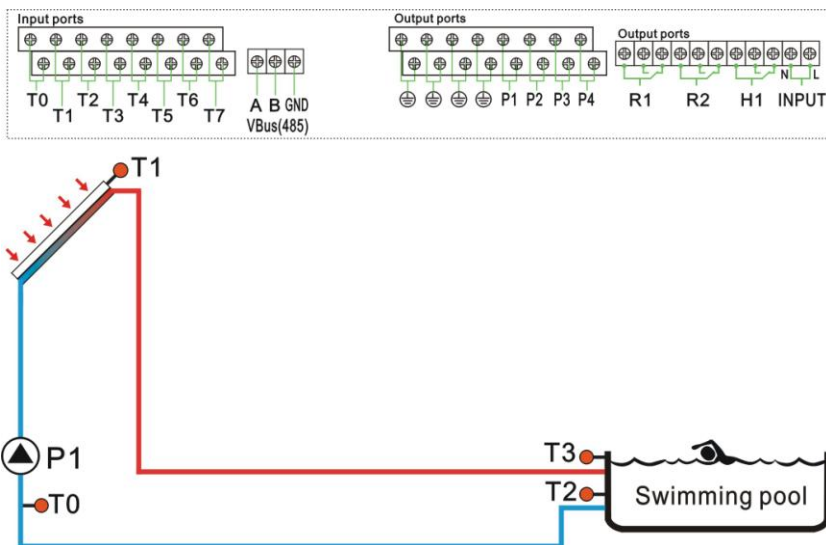 Input ports
T0 T1 T2 T3 T4 T5 T6 T7
A B GND
VBus(485)
Output ports
P1 P2 P3 P4
Output ports
L L L N L
R1 R2 H1 INPUT
T1
P1
T0
T3
T2
Swimming pool